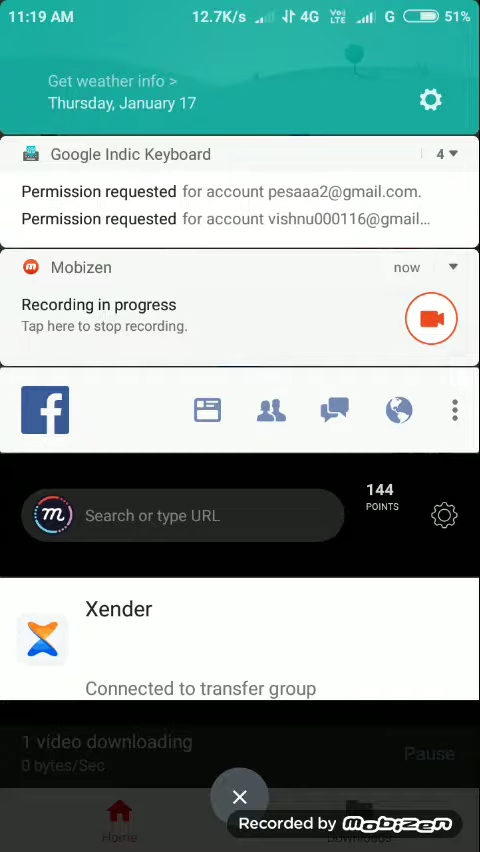 11:19 AM 12.7K/s 4G Vo) LTE G 51%
Get weather info >
Thursday, January 17
Google Indic Keyboard 4
Permission requested for account pesaaa2@gmail.com.
Permission requested for account vishnu000116@gmail...
Mobizen now
Recording in progress
Tap here to stop recording.
Search or type URL
144
POINTS
Xender
Connected to transfer group
1 video downloading
0 bytes/Sec
Pause
Recorded by mobizen
Home